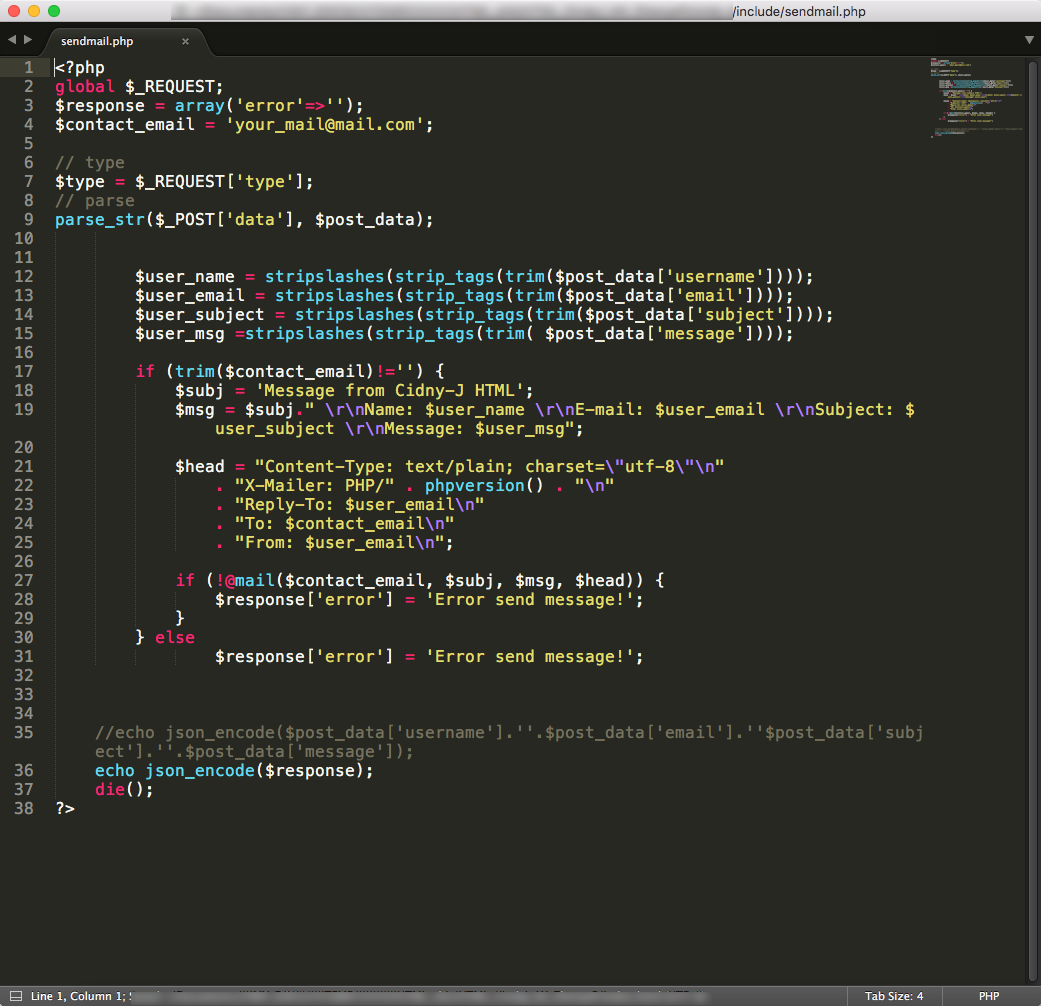 /include/sendmail.php
sendmail.php ×
1 <?php
2 global $_REQUEST;
3 $response = array('error'=>'');
4 $contact_email = 'your_mail@mail.com';
5
6 // type
7 $type = $_REQUEST['type'];
8 // parse
9 parse_str($_POST['data'], $post_data);
10
11
12 $user_name = stripslashes(strip_tags(trim($post_data['username'])));
13 $user_email = stripslashes(strip_tags(trim($post_data['email'])));
14 $user_subject = stripslashes(strip_tags(trim($post_data['subject'])));
15 $user_msg =stripslashes(strip_tags(trim( $post_data['message'])));
16
17 if (trim($contact_email)!='') {
18 $subj = 'Message from Cidny-J HTML';
19 $msg = $subj." \r\nName: $user_name \r\nE-mail: $user_email \r\nSubject: $
user_subject \r\nMessage: $user_msg";
20
21 $head = "Content-Type: text/plain; charset=\"utf-8\"\n"
22 . "X-Mailer: PHP/" . phpversion() . "\n"
23 . "Reply-To: $user_email\n"
24 . "To: $contact_email\n"
25 . "From: $user_email\n";
26
27 if (!@mail($contact_email, $subj, $msg, $head)) {
28 $response['error'] = 'Error send message!';
29 }
30 } else
31 $response['error'] = 'Error send message!';
32
33
34
35 //echo json_encode($post_data['username'].''.$post_data['email'].''$post_data['subj
ect'].''.$post_data['message']);
36 echo json_encode($response);
37 die();
38 ?>
Line 1, Column 1; Tab Size: 4 PHP